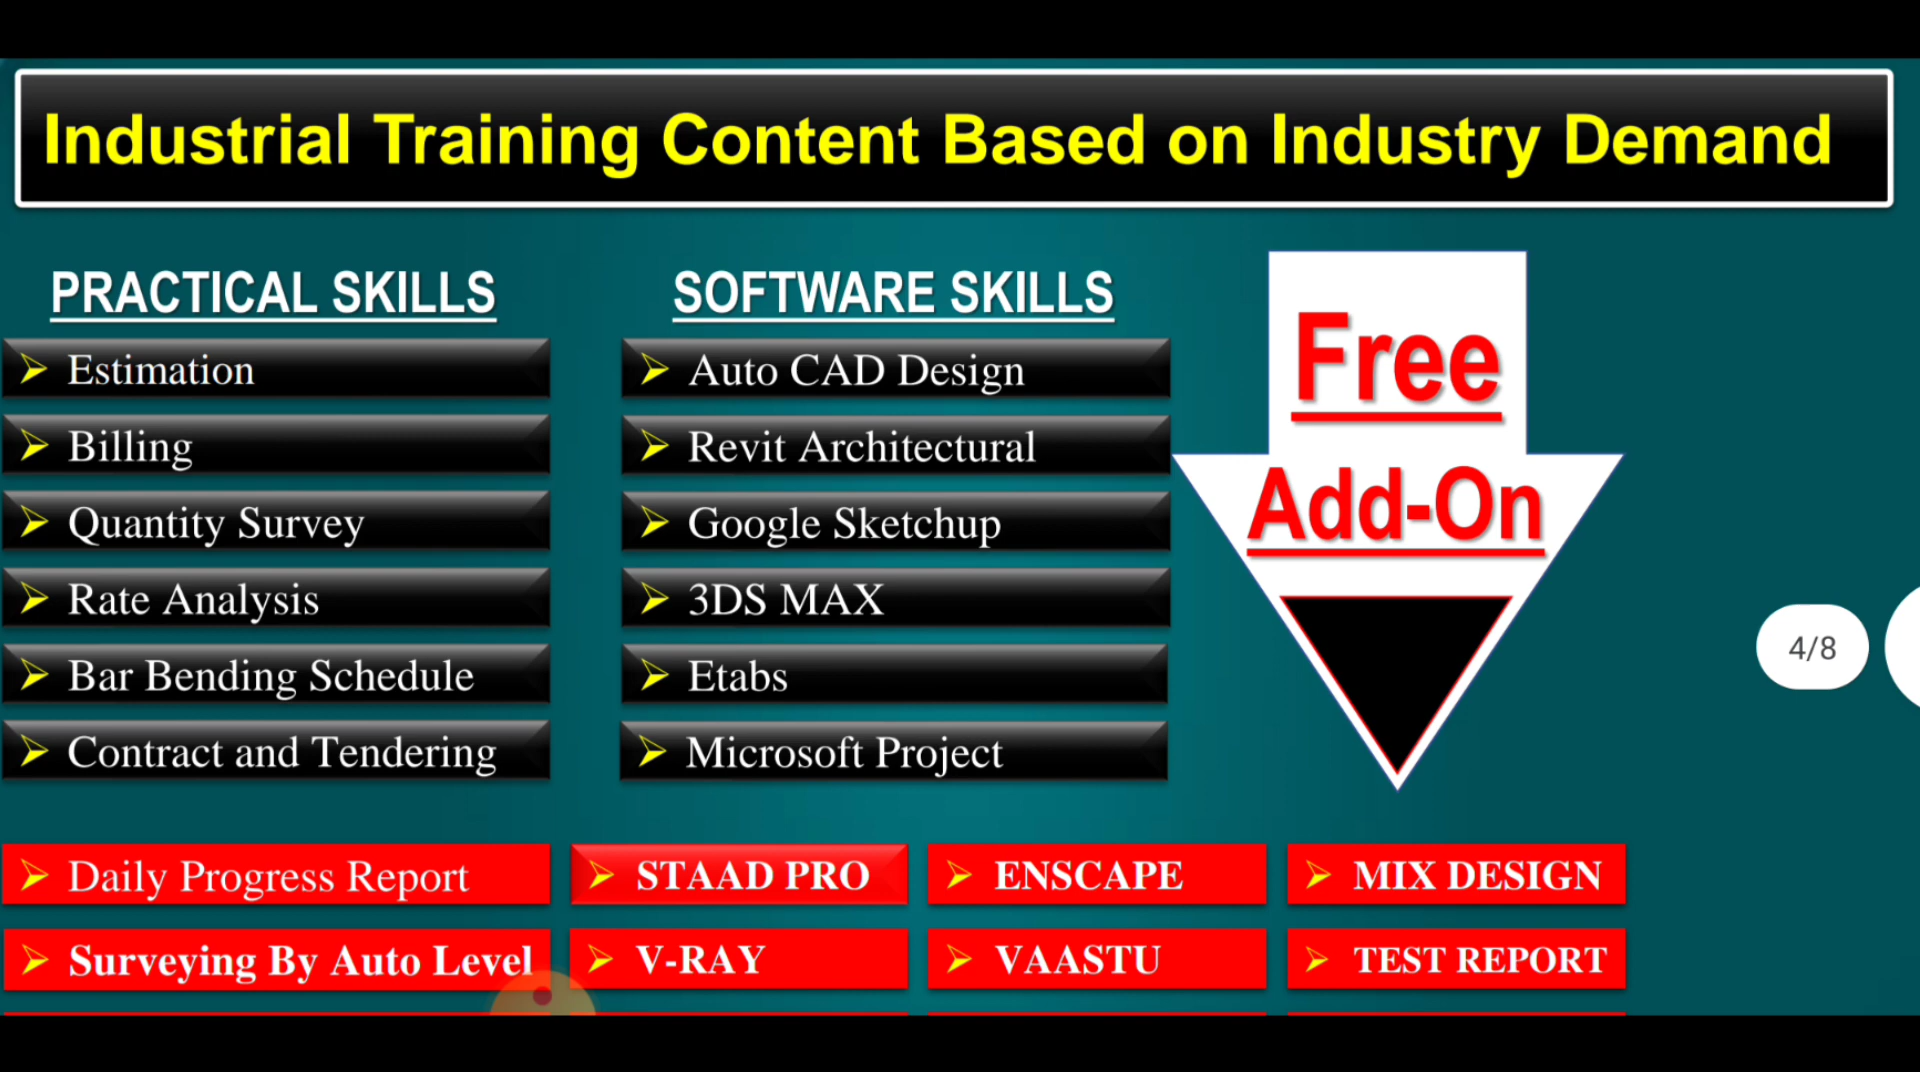 Industrial Training Content Based on Industry Demand
PRACTICAL SKILLS
Estimation
Billing
Quantity Survey
Rate Analysis
Bar Bending Schedule
Contract and Tendering
SOFTWARE SKILLS
Auto CAD Design
Revit Architectural
Google Sketchup
3DS MAX
Etabs
Microsoft Project
Free
Add-On
4/8
Daily Progress Report
STAAD PRO
ENSCAPE
MIX DESIGN
Surveying By Auto Level
V-RAY
VAASTU
TEST REPORT